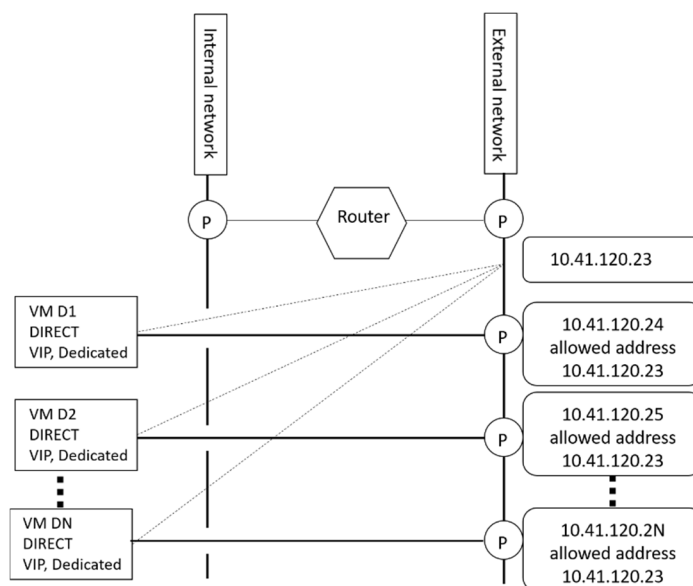 Internal network
External network
P
Router
P
10.41.120.23
VM D1
DIRECT
VIP, Dedicated
P
10.41.120.24
allowed address
10.41.120.23
VM D2
DIRECT
VIP, Dedicated
P
10.41.120.25
allowed address
10.41.120.23
VM DN
DIRECT
VIP, Dedicated
P
10.41.120.2N
allowed address
10.41.120.23